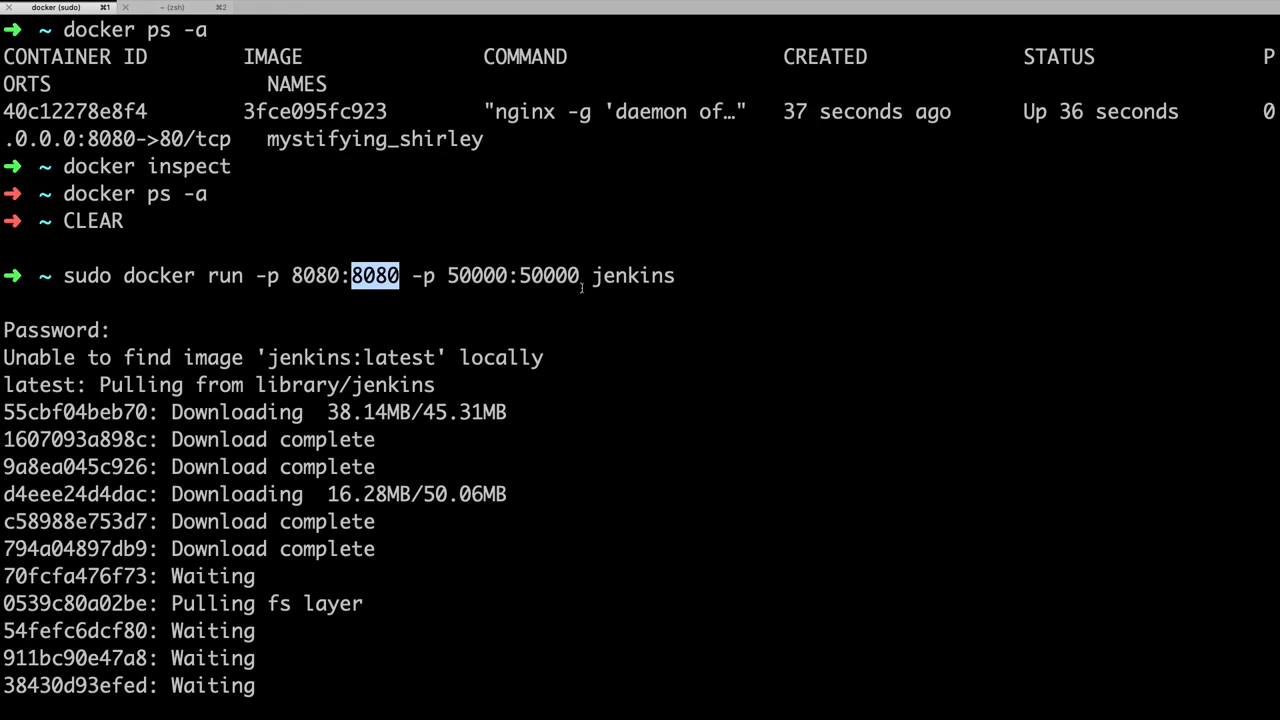 docker (sudo) ⌘1 ~ (zsh) ⌘2
➜ ~ docker ps -a
CONTAINER ID IMAGE COMMAND CREATED STATUS P
ORTS NAMES
40c12278e8f4 3fce095fc923 "nginx -g 'daemon of…" 37 seconds ago Up 36 seconds 0
.0.0.0:8080->80/tcp mystifying_shirley
➜ ~ docker inspect
➜ ~ docker ps -a
➜ ~ CLEAR
➜ ~ sudo docker run -p 8080:8080 -p 50000:50000 jenkins
Password:
Unable to find image 'jenkins:latest' locally
latest: Pulling from library/jenkins
55cbf04beb70: Downloading 38.14MB/45.31MB
1607093a898c: Download complete
9a8ea045c926: Download complete
d4eee24d4dac: Downloading 16.28MB/50.06MB
c58988e753d7: Download complete
794a04897db9: Download complete
70fcfa476f73: Waiting
0539c80a02be: Pulling fs layer
54fefc6dcf80: Waiting
911bc90e47a8: Waiting
38430d93efed: Waiting